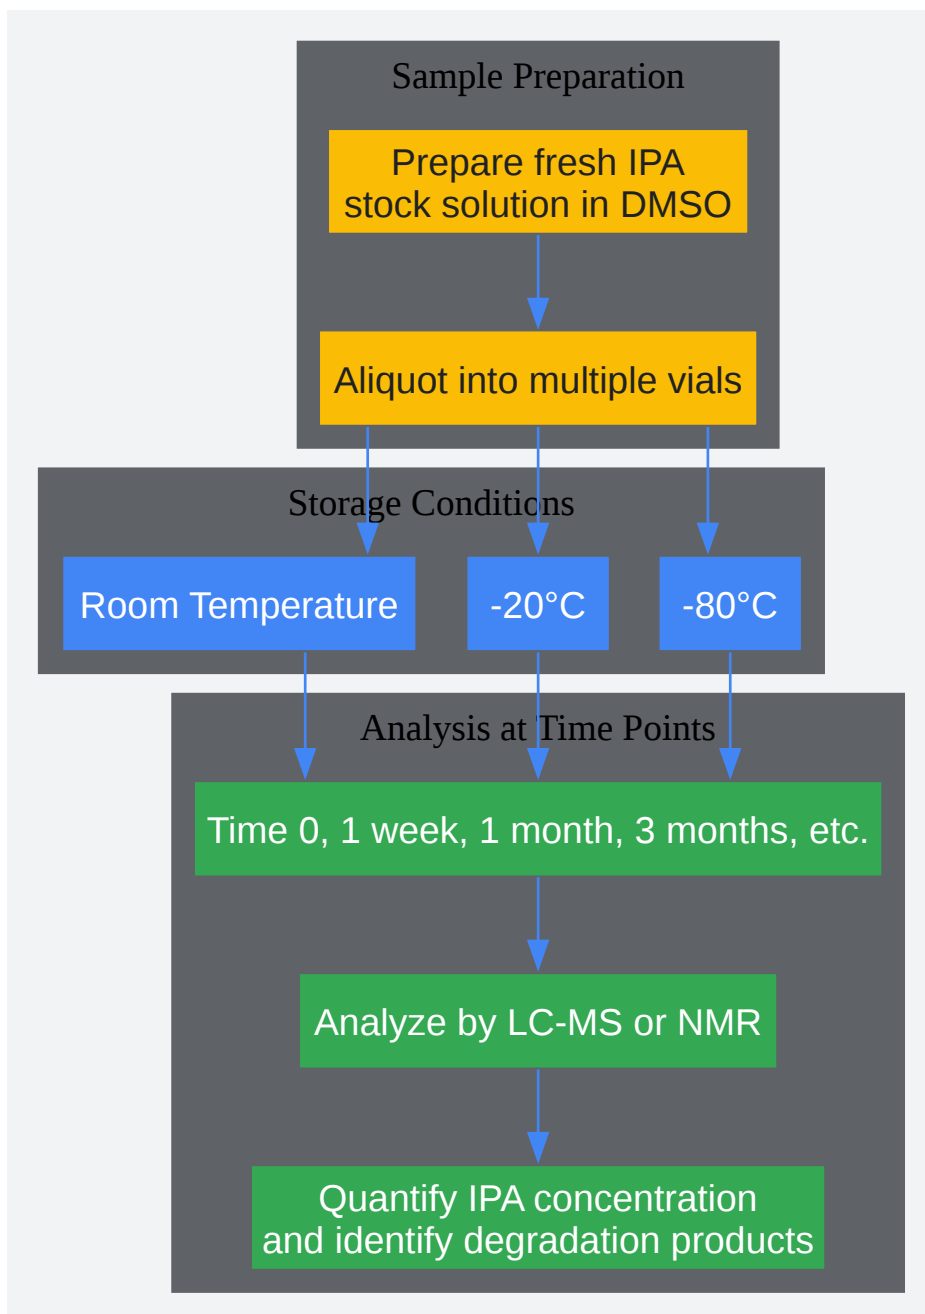 Sample Preparation
Prepare fresh IPA
stock solution in DMSO
Aliquot into multiple vials
Storage Conditions
Room Temperature
-20°C
-80°C
Analysis at Time Points
Time 0, 1 week, 1 month, 3 months, etc.
Analyze by LC-MS or NMR
Quantify IPA concentration
and identify degradation products